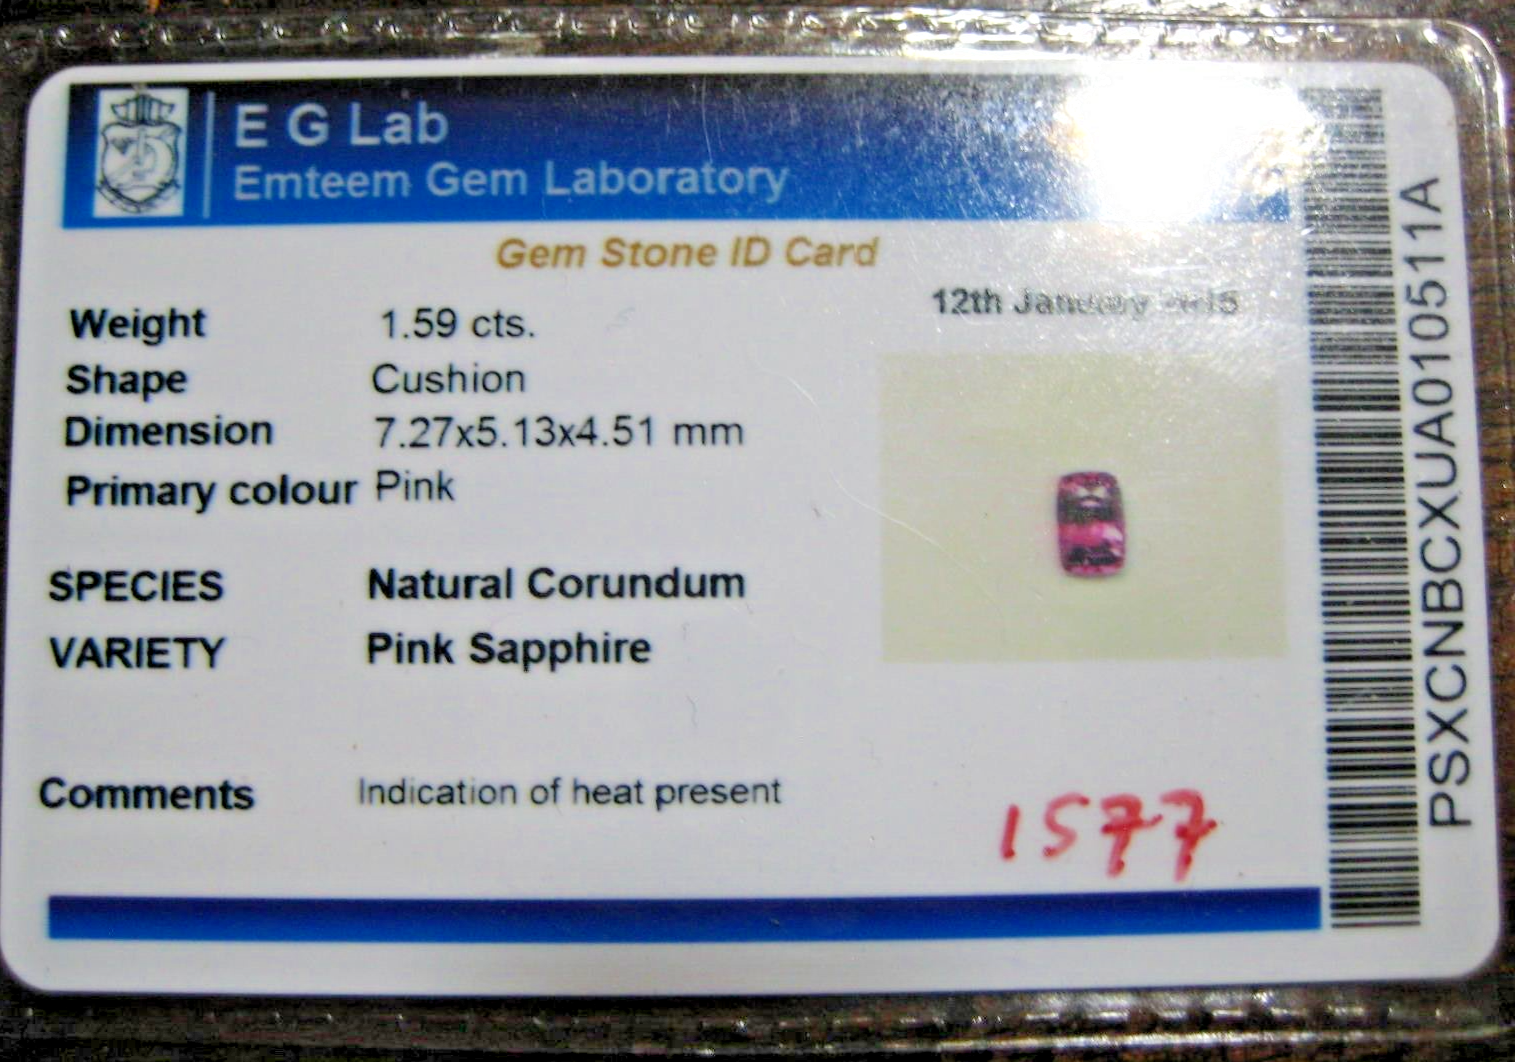 E G Lab
Emteem Gem Laboratory
Gem Stone ID Card
12th January
Weight 1.59 cts.
Shape Cushion
Dimension 7.27x5.13x4.51 mm
Primary colour Pink
SPECIES Natural Corundum
VARIETY Pink Sapphire
Comments Indication of heat present
1577
PSXCNBCXUA010511A